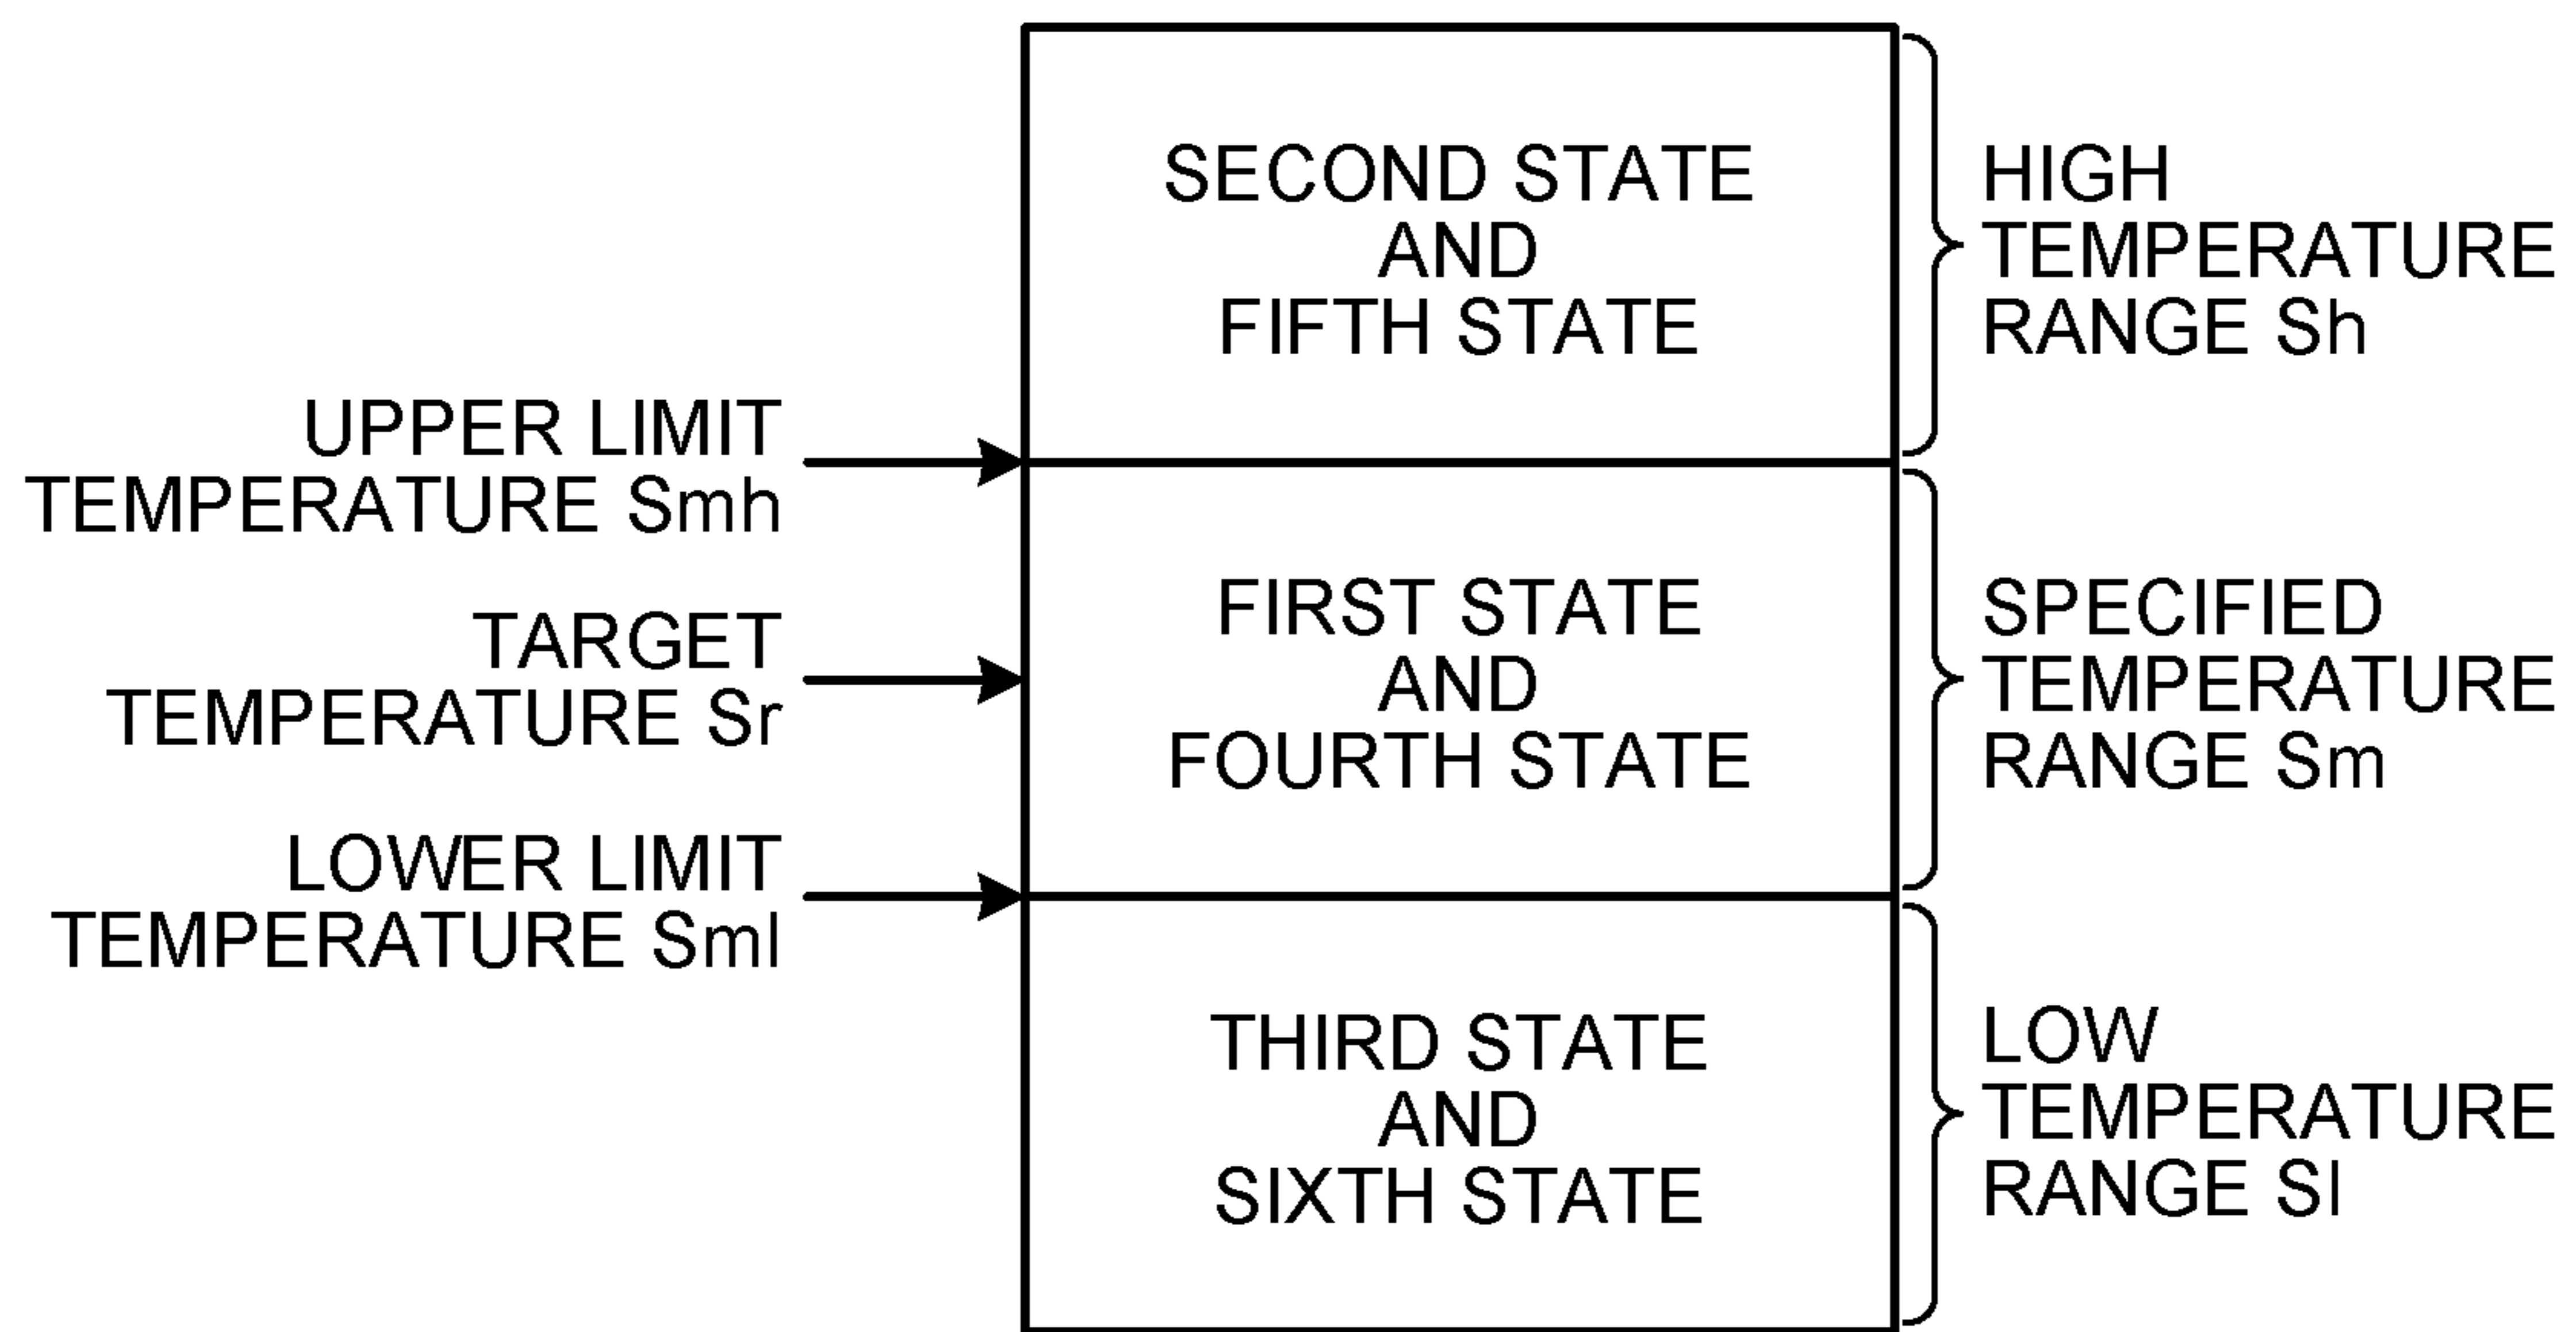 SECOND STATE
AND
FIFTH STATE
HIGH
TEMPERATURE
RANGE Sh
UPPER LIMIT
TEMPERATURE Smh
TARGET
TEMPERATURE Sr
LOWER LIMIT
TEMPERATURE Sml
FIRST STATE
AND
FOURTH STATE
SPECIFIED
TEMPERATURE
RANGE Sm
THIRD STATE
AND
SIXTH STATE
LOW
TEMPERATURE
RANGE Sl